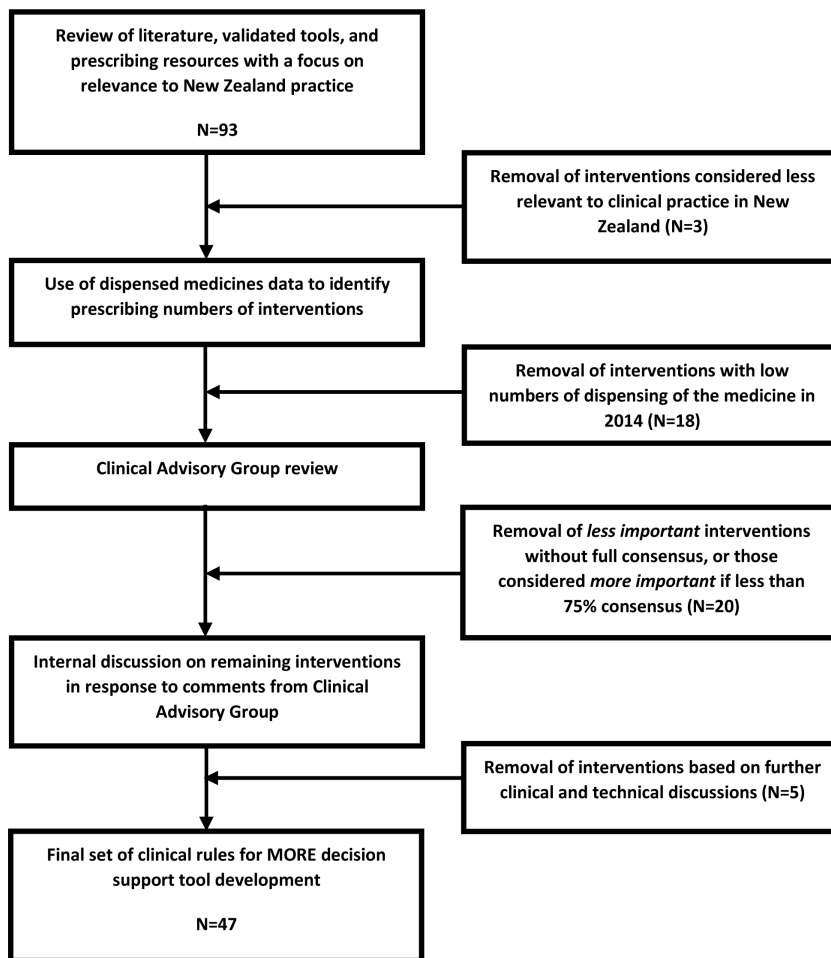 Review of literature, validated tools, and
prescribing resources with a focus on
relevance to New Zealand practice
N=93
Removal of interventions considered less
relevant to clinical practice in New
Zealand (N=3)
Use of dispensed medicines data to identify
prescribing numbers of interventions
Removal of interventions with low
numbers of dispensing of the medicine in
2014 (N=18)
Clinical Advisory Group review
Removal of less important interventions
without full consensus, or those
considered more important if less than
75% consensus (N=20)
Internal discussion on remaining interventions
in response to comments from Clinical
Advisory Group
Removal of interventions based on further
clinical and technical discussions (N=5)
Final set of clinical rules for MORE decision
support tool development
N=47